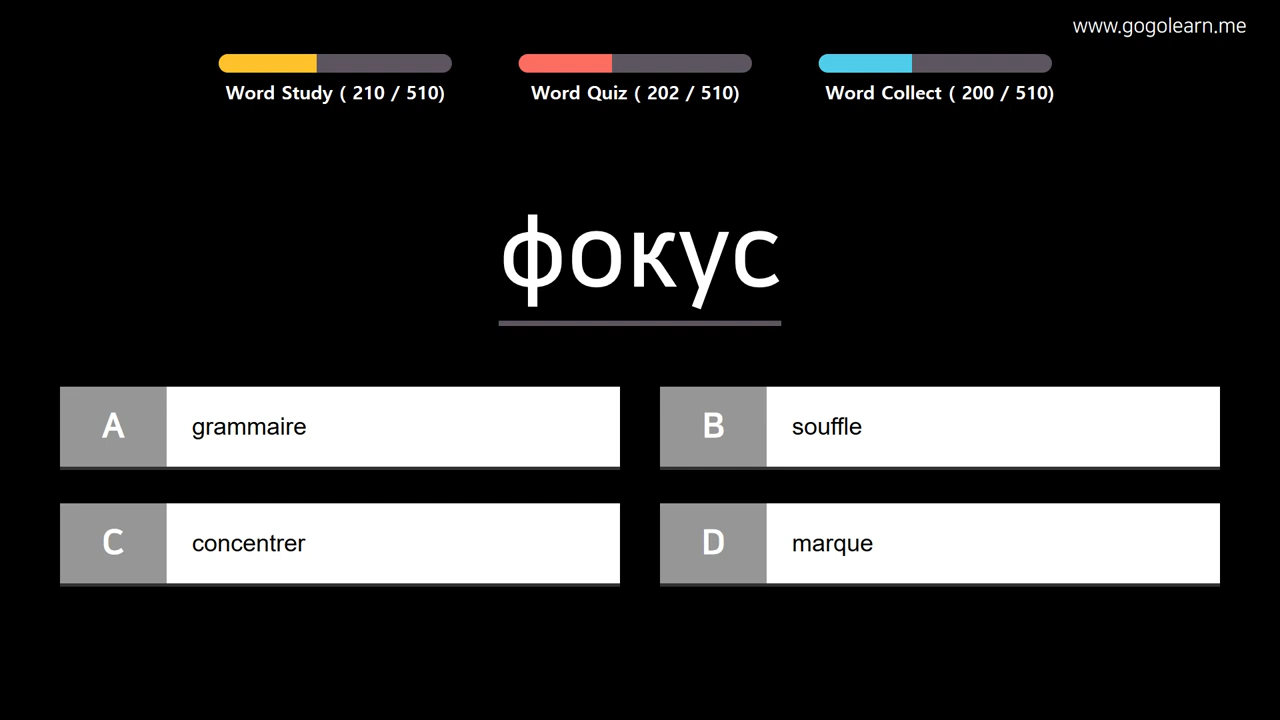 www.gogolearn.me
Word Study ( 210 / 510)
Word Quiz ( 202 / 510)
Word Collect ( 200 / 510)
фокус
A grammaire
B souffle
C concentrer
D marque